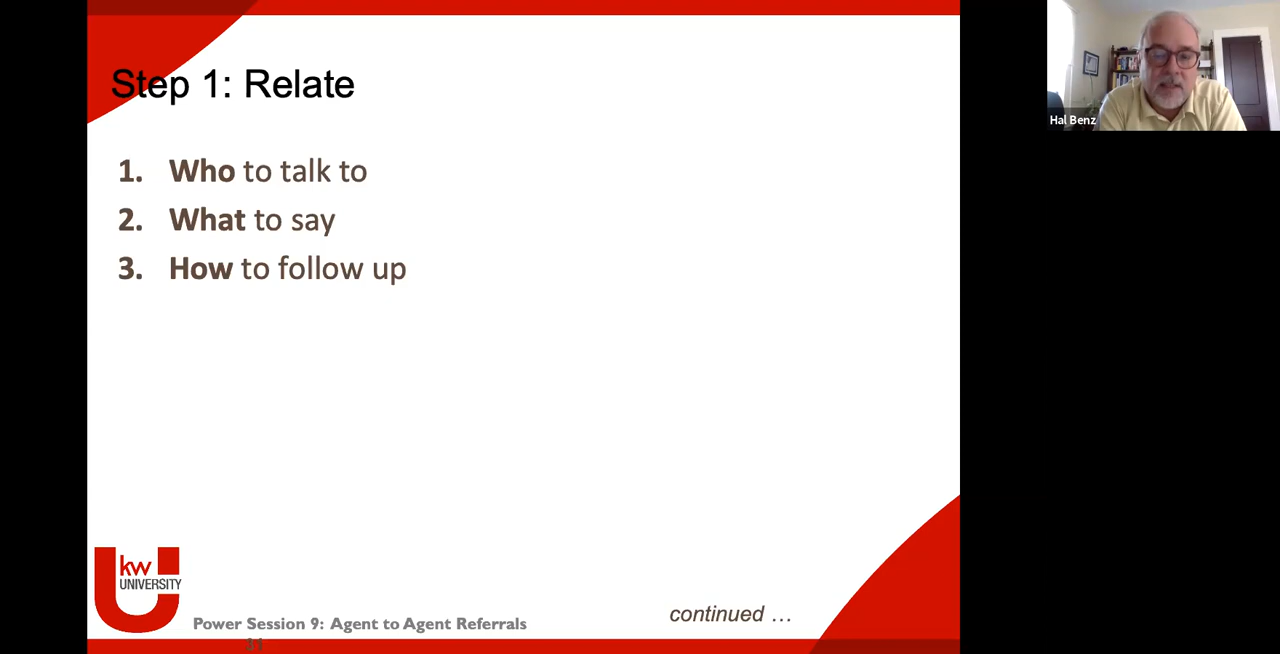 Step 1: Relate
1. Who to talk to
2. What to say
3. How to follow up
kw
UNIVERSITY
Power Session 9: Agent to Agent Referrals
31
continued …
Hal Benz